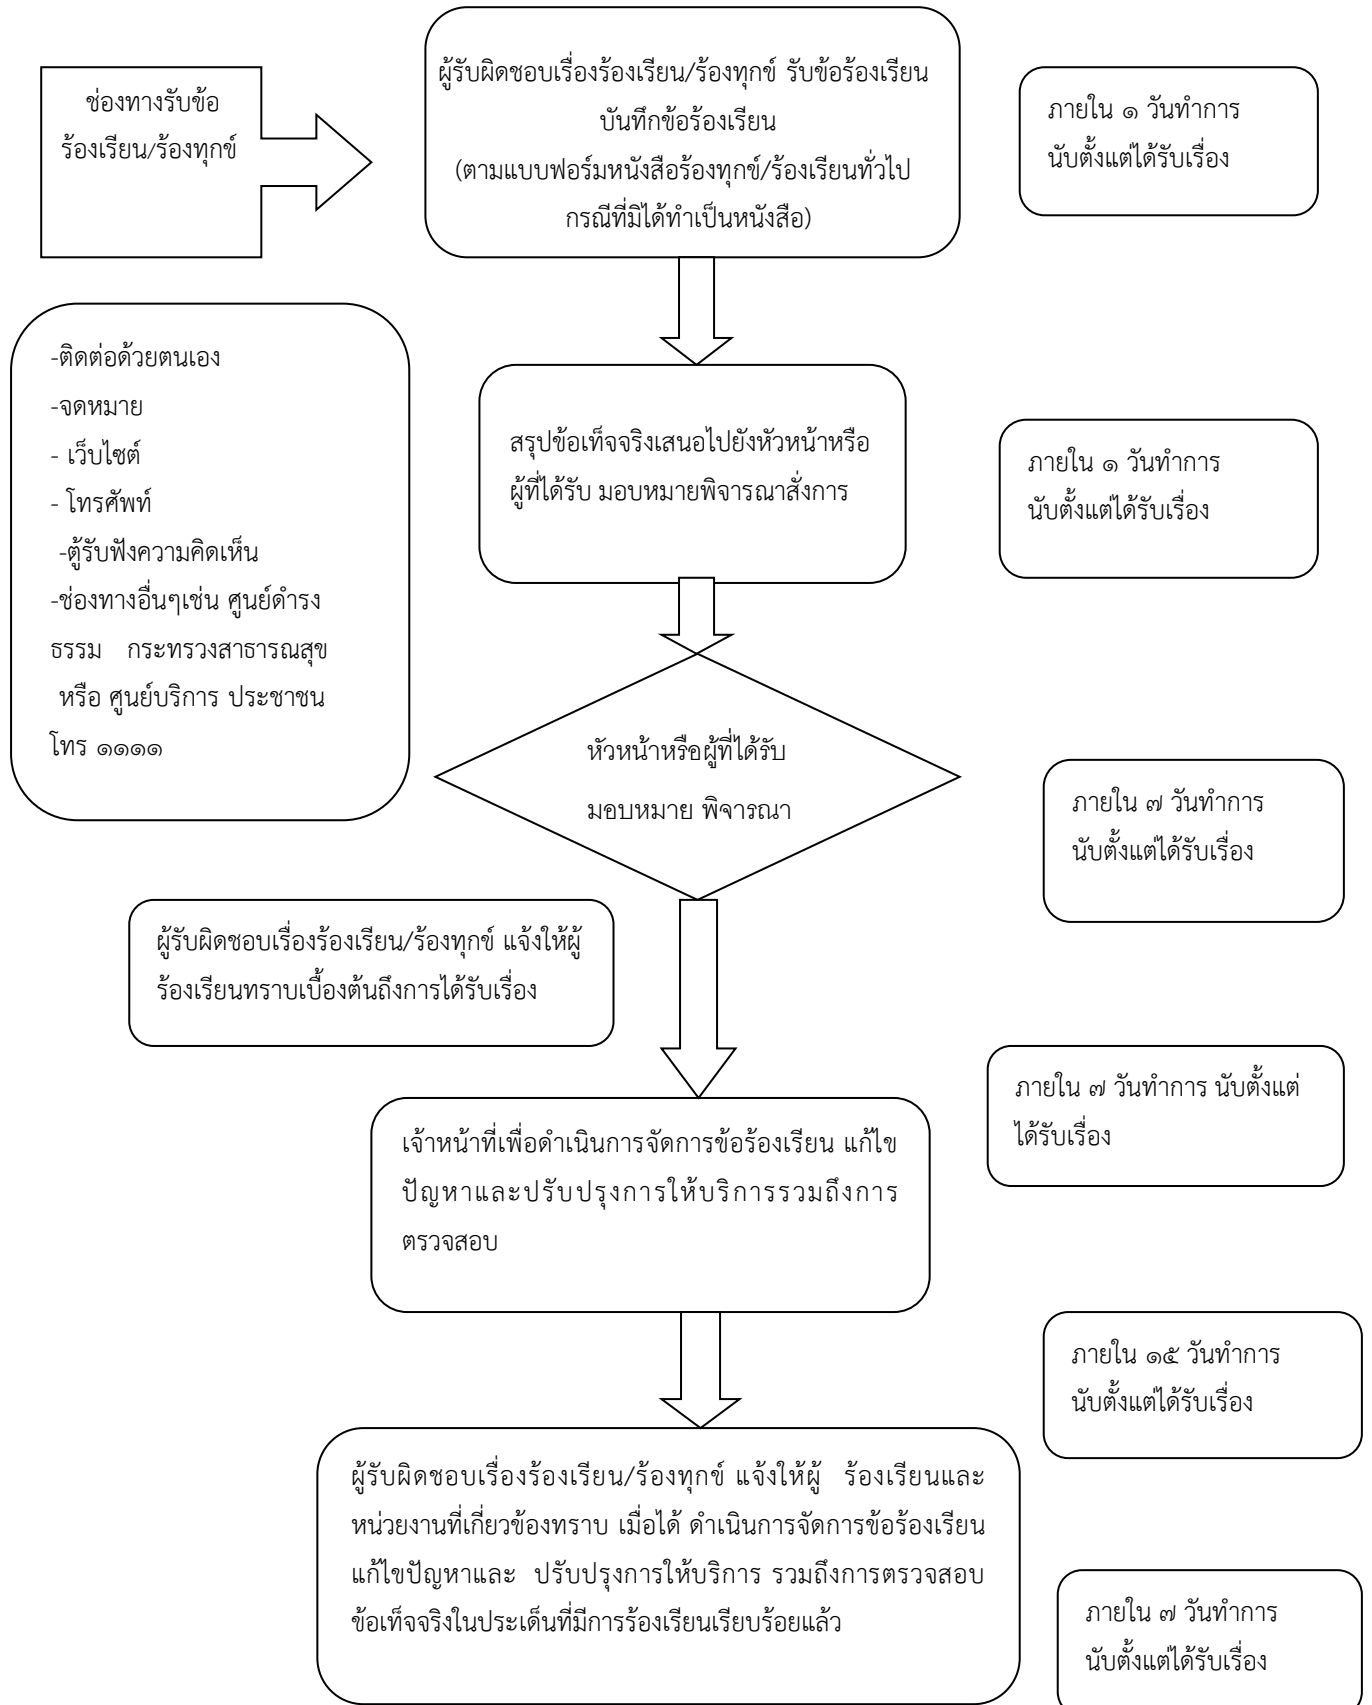 ช่องทางรับข้อ
ร้องเรียน/ร้องทุกข์
ผู้รับผิดชอบเรื่องร้องเรียน/ร้องทุกข์ รับข้อร้องเรียน
บันทึกข้อร้องเรียน
(ตามแบบฟอร์มหนังสือร้องทุกข์/ร้องเรียนทั่วไป
กรณีที่มิได้ทำเป็นหนังสือ)
ภายใน ๑ วันทำการ
นับตั้งแต่ได้รับเรื่อง
-ติดต่อด้วยตนเอง
-จดหมาย
- เว็บไซต์
- โทรศัพท์
-ตู้รับฟังความคิดเห็น
-ช่องทางอื่นๆเช่น ศูนย์ดำรง
ธรรม กระทรวงสาธารณสุข
หรือ ศูนย์บริการ ประชาชน
โทร ๑๑๑๑
สรุปข้อเท็จจริงเสนอไปยังหัวหน้าหรือ
ผู้ที่ได้รับ มอบหมายพิจารณาสั่งการ
ภายใน ๑ วันทำการ
นับตั้งแต่ได้รับเรื่อง
หัวหน้าหรือผู้ที่ได้รับ
มอบหมาย พิจารณา
ภายใน ๗ วันทำการ
นับตั้งแต่ได้รับเรื่อง
ผู้รับผิดชอบเรื่องร้องเรียน/ร้องทุกข์ แจ้งให้ผู้
ร้องเรียนทราบเบื้องต้นถึงการได้รับเรื่อง
ภายใน ๗ วันทำการ นับตั้งแต่
ได้รับเรื่อง
เจ้าหน้าที่เพื่อดำเนินการจัดการข้อร้องเรียน แก้ไข
ปัญหาและปรับปรุงการให้บริการรวมถึงการ
ตรวจสอบ
ภายใน ๑๕ วันทำการ
นับตั้งแต่ได้รับเรื่อง
ผู้รับผิดชอบเรื่องร้องเรียน/ร้องทุกข์ แจ้งให้ผู้ ร้องเรียนและ
หน่วยงานที่เกี่ยวข้องทราบ เมื่อได้ ดำเนินการจัดการข้อร้องเรียน
แก้ไขปัญหาและ ปรับปรุงการให้บริการ รวมถึงการตรวจสอบ
ข้อเท็จจริงในประเด็นที่มีการร้องเรียนเรียบร้อยแล้ว
ภายใน ๗ วันทำการ
นับตั้งแต่ได้รับเรื่อง